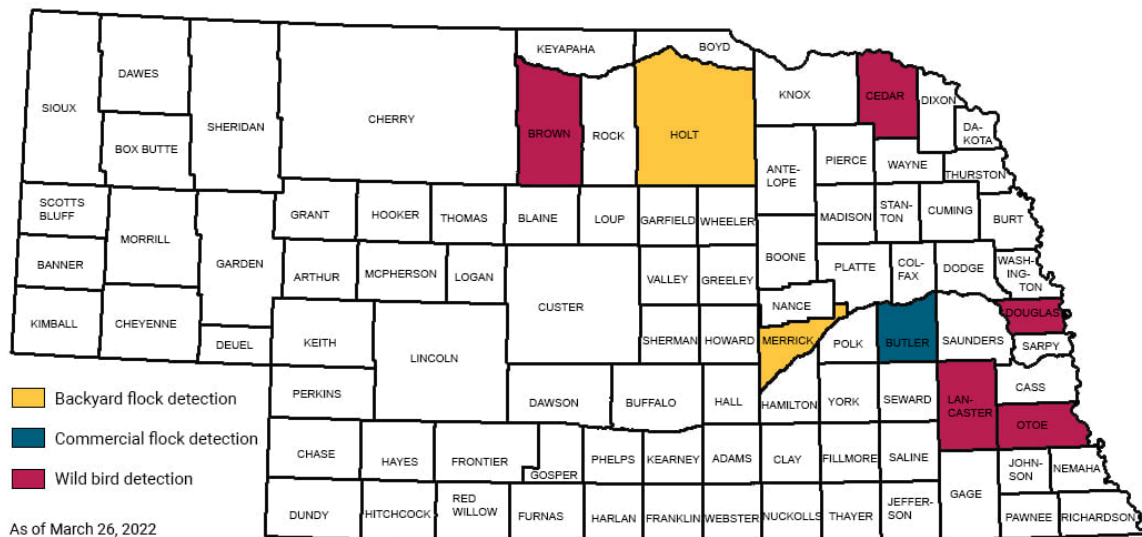 KEYAPAHA
BOYD
DAWES
SIOUX
SHERIDAN
CHERRY
BROWN
ROCK
HOLT
KNOX
CEDAR
DIXON
DA-
KOTA
BOX BUTTE
ANTE-
LOPE
PIERCE
WAYNE
THURSTON
SCOTTS
BLUFF
MORRILL
GARDEN
GRANT
HOOKER
THOMAS
BLAINE
LOUP
GARFIELD
WHEELER
MADISON
STAN-
TON
CUMING
BURT
BANNER
ARTHUR
MCPHERSON
LOGAN
CUSTER
VALLEY
GREELEY
BOONE
PLATTE
COL-
FAX
DODGE
WASH-
ING-
TON
NANCE
KIMBALL
CHEYENNE
DEUEL
KEITH
LINCOLN
SHERMAN
HOWARD
MERRICK
POLK
BUTLER
SAUNDERS
DOUGLAS
SARPY
PERKINS
DAWSON
BUFFALO
HALL
HAMILTON
YORK
SEWARD
LAN-
CASTER
CASS
OTOE
CHASE
HAYES
FRONTIER
GOSPER
PHELPS
KEARNEY
ADAMS
CLAY
FILLMORE
SALINE
GAGE
JOHN-
SON
NEMAHA
DUNDY
HITCHCOCK
RED
WILLOW
FURNAS
HARLAN
FRANKLIN
WEBSTER
NUCKOLLS
THAYER
JEFFER-
SON
PAWNEE
RICHARDSON
Backyard flock detection
Commercial flock detection
Wild bird detection
As of March 26, 2022